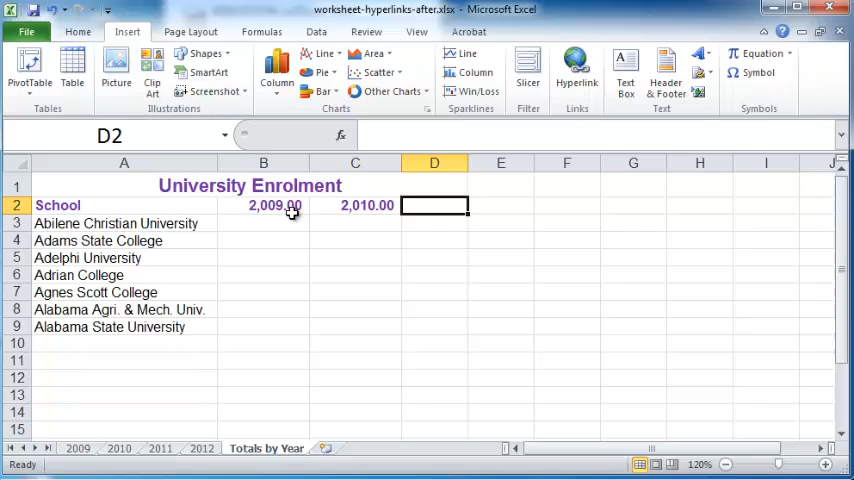 worksheet-hyperlinks-after.xlsx - Microsoft Excel
File Home Insert Page Layout Formulas Data Review View Acrobat
PivotTable Table Picture Clip Art Shapes SmartArt Screenshot Column Line Pie Bar Area Scatter Other Charts Line Column Win/Loss Slicer Hyperlink Text Box Header & Footer Equation Symbol
Tables Illustrations Charts Sparklines Filter Links Text Symbols
D2 = fx
A B C D E F G H I J
1 University Enrolment
2 School 2,009.00 2,010.00
3 Abilene Christian University
4 Adams State College
5 Adelphi University
6 Adrian College
7 Agnes Scott College
8 Alabama Agri. & Mech. Univ.
9 Alabama State University
10
11
12
13
14
15
2009 2010 2011 2012 Totals by Year
Ready 120%